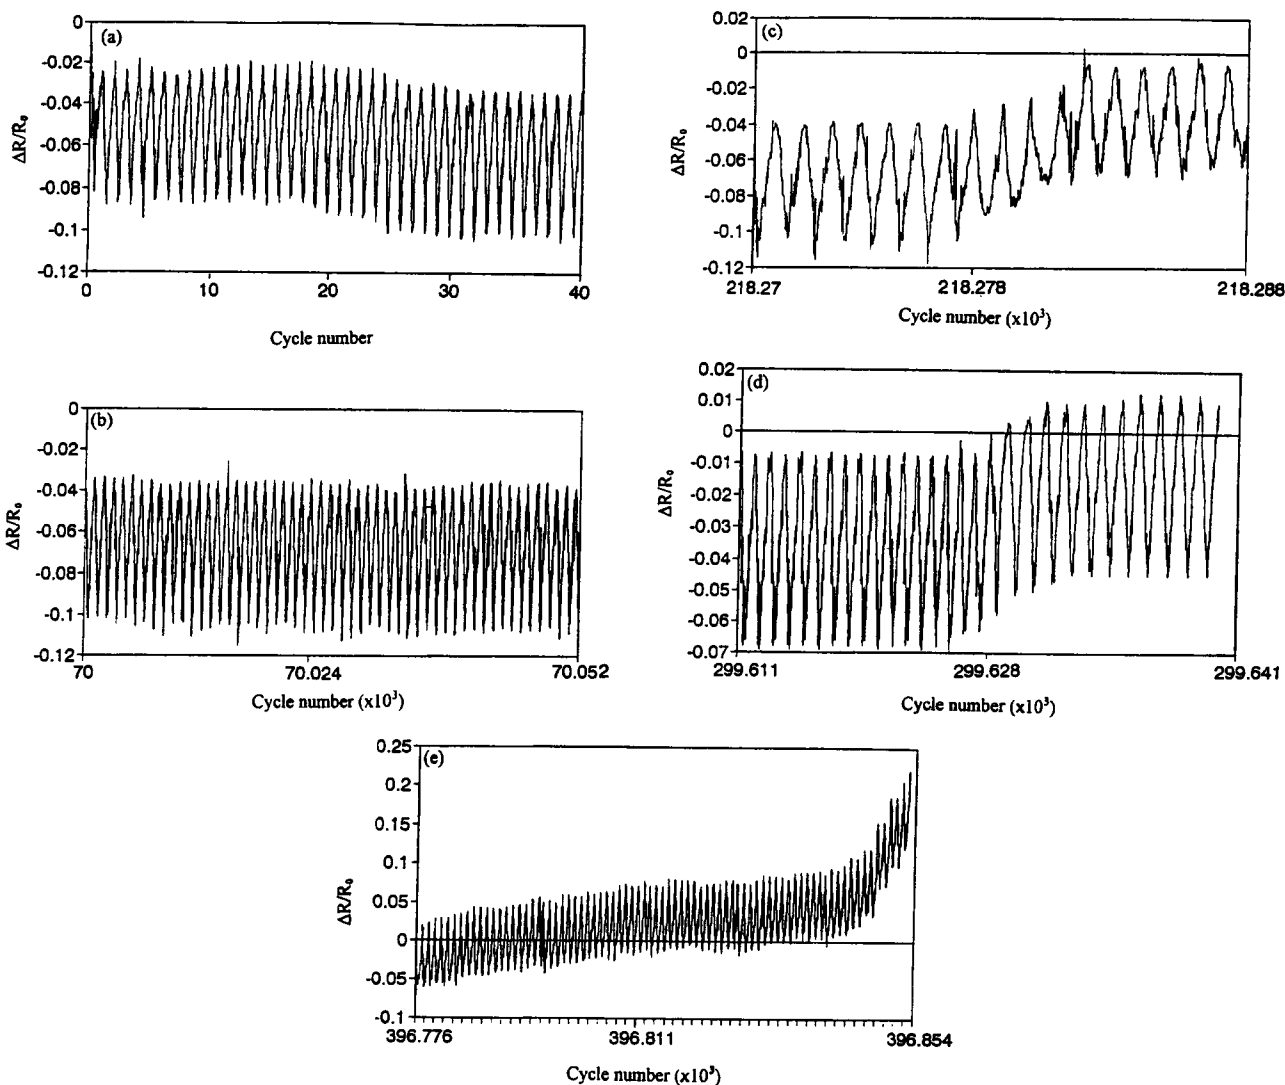 (a)
0
-0.02
-0.04
-0.06
-0.08
-0.1
-0.12
ΔR/R₀
0 10 20 30 40
Cycle number
(b)
0
-0.02
-0.04
-0.06
-0.08
-0.1
-0.12
ΔR/R₀
70 70.024 70.052
Cycle number (x10³)
(c)
0.02
0
-0.02
-0.04
-0.06
-0.08
-0.1
-0.12
ΔR/R₀
218.27 218.278 218.288
Cycle number (x10³)
(d)
0.02
0.01
0
-0.01
-0.02
-0.03
-0.04
-0.05
-0.06
-0.07
ΔR/R₀
299.611 299.628 299.641
Cycle number (x10³)
(e)
0.25
0.2
0.15
0.1
0.05
0
-0.05
-0.1
ΔR/R₀
396.776 396.811 396.854
Cycle number (x10³)